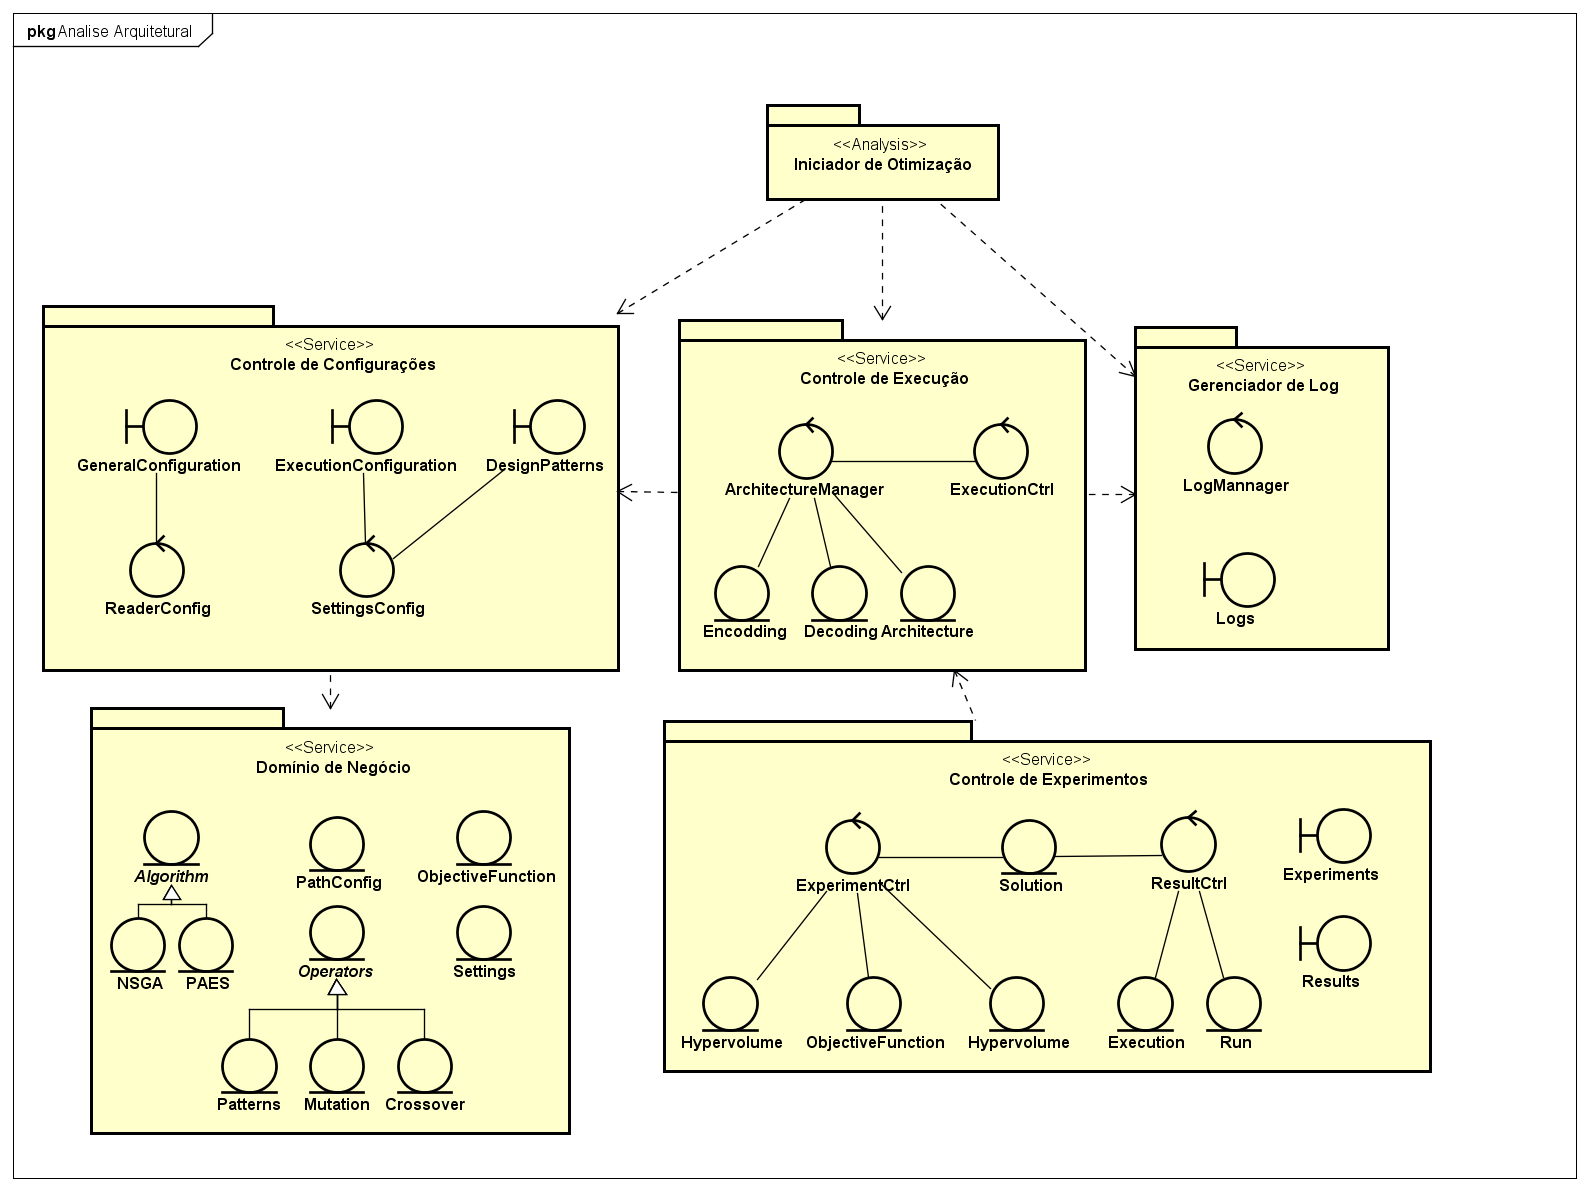 pkg Analise Arquitetural
<<Analysis>>
Iniciador de Otimização
<<Service>>
Controle de Configurações
GeneralConfiguration
ExecutionConfiguration
DesignPatterns
ReaderConfig
SettingsConfig
<<Service>>
Controle de Execução
ArchitectureManager
ExecutionCtrl
Encodding
Decoding
Architecture
<<Service>>
Gerenciador de Log
LogMannager
Logs
<<Service>>
Domínio de Negócio
Algorithm
PathConfig
ObjectiveFunction
NSGA
PAES
Operators
Settings
Patterns
Mutation
Crossover
<<Service>>
Controle de Experimentos
ExperimentCtrl
Solution
ResultCtrl
Experiments
Results
Hypervolume
ObjectiveFunction
Hypervolume
Execution
Run